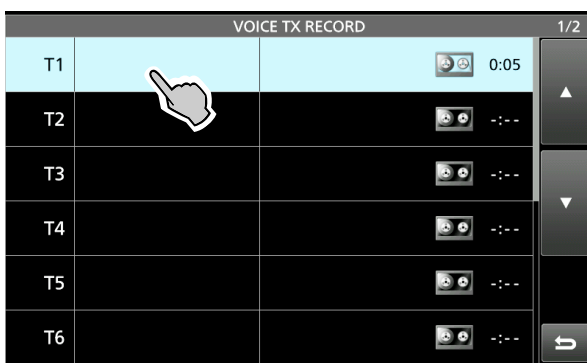 VOICE TX RECORD 1/2
T1 0:05
T2 -:--
T3 -:--
T4 -:--
T5 -:--
T6 -:--